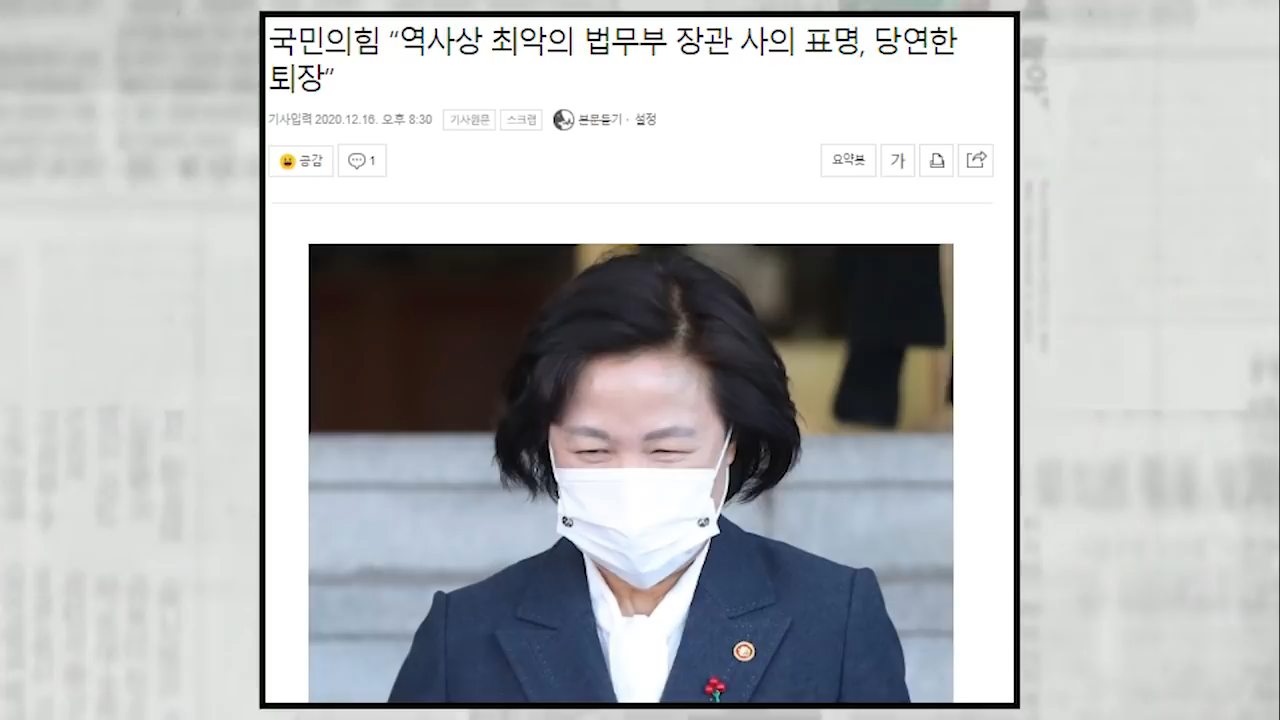 국민의힘 “역사상 최악의 법무부 장관 사의 표명, 당연한
퇴장”
기사입력 2020.12.16. 오후 8:30 기사원문 스크랩 본문듣기 · 설정
공감 1 요약봇 가